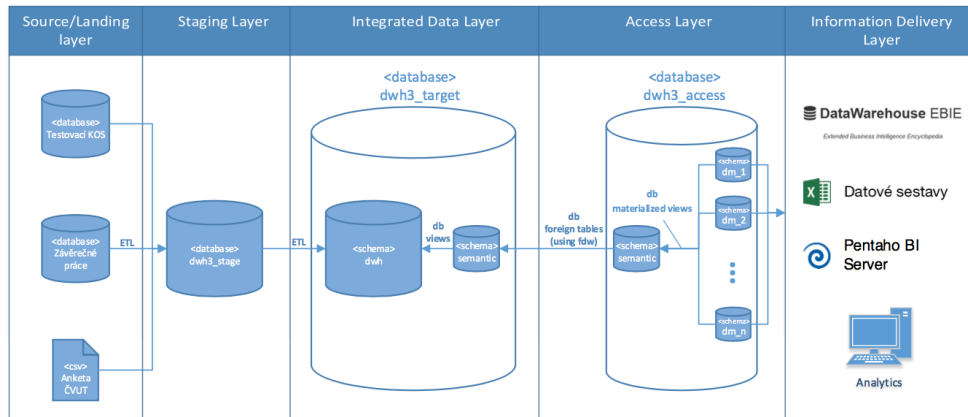 Source/Landing
layer
Staging Layer
Integrated Data Layer
Access Layer
Information Delivery
Layer
<database>
Testovací KOS
<database>
Závěrečné
práce
ETL
<csv>
Anketa
ČVUT
<database>
dwh3_stage
ETL
<database>
dwh3_target
<schema>
dwh
db
views
<schema>
semantic
db
foreign tables
(using fdw)
<database>
dwh3_access
<schema>
semantic
db
materialized views
<schema>
dm_1
<schema>
dm_2
<schema>
dm_n
DataWarehouse EBIE
Extended Business Intelligence Encyclopedia
Datové sestavy
Pentaho BI
Server
Analytics